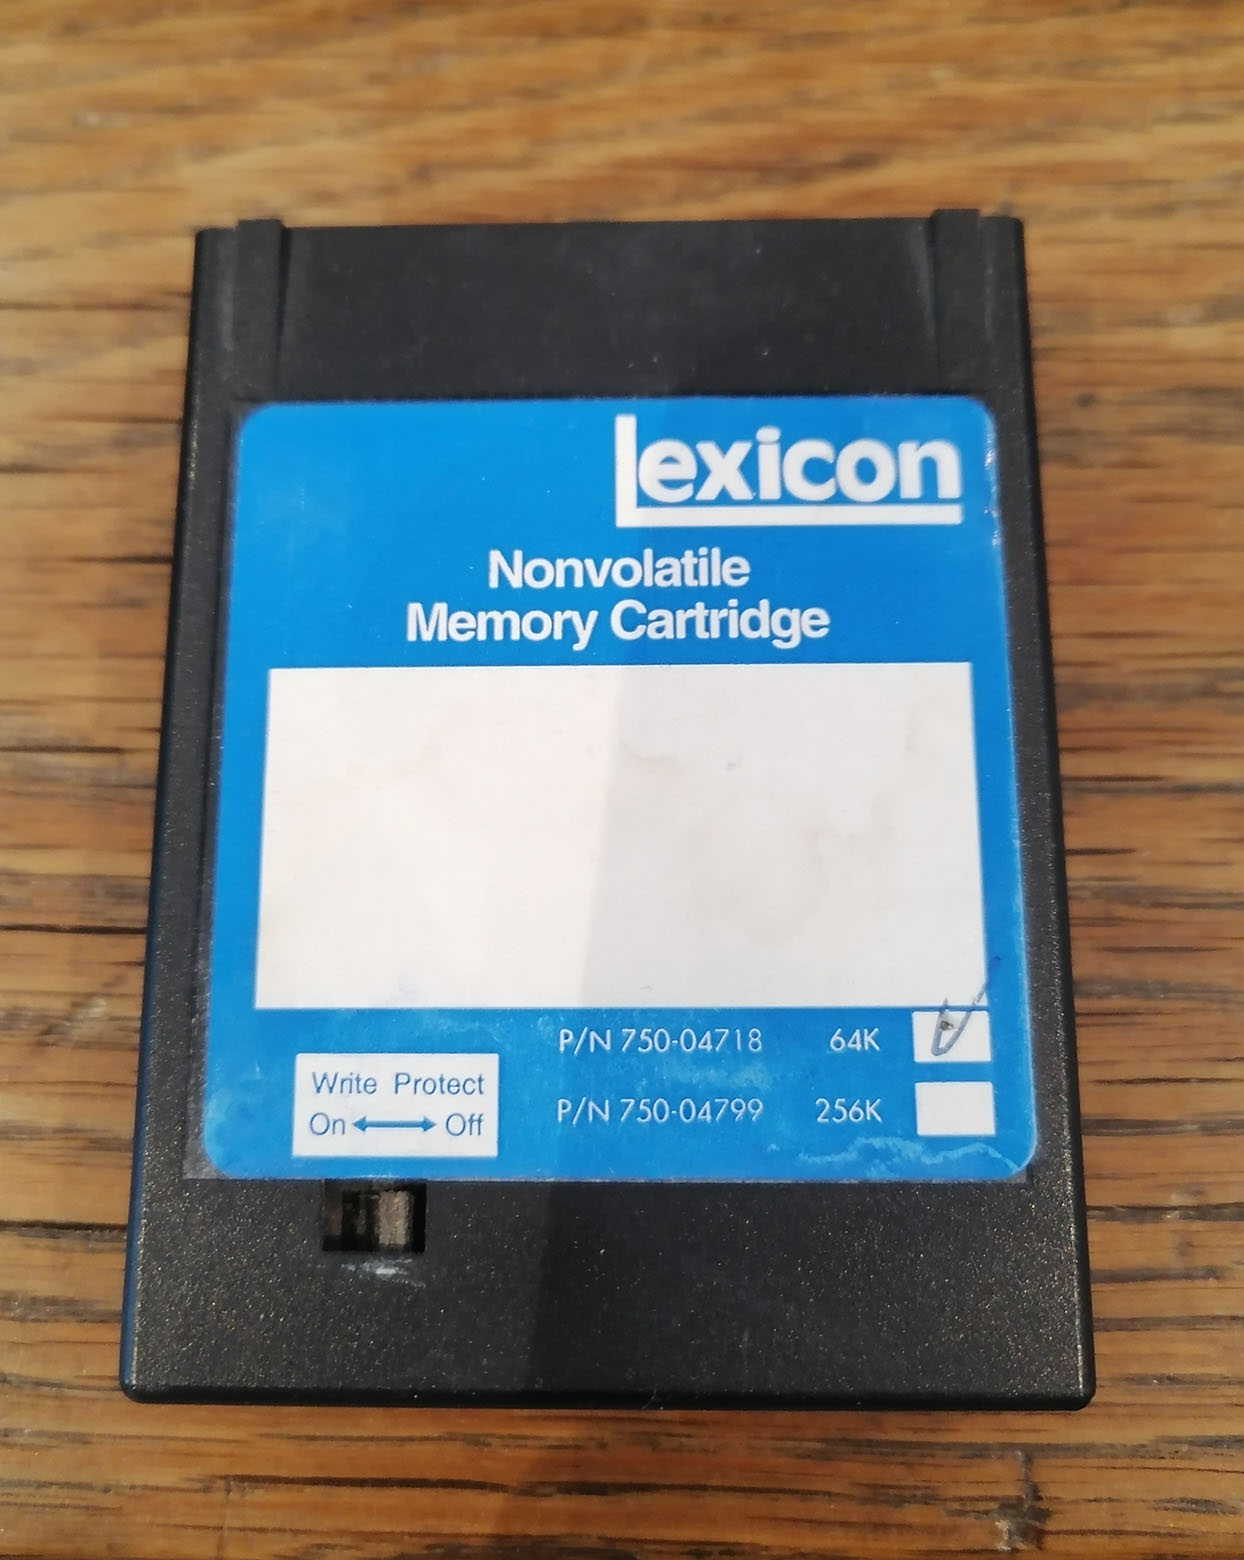 Lexicon
Nonvolatile
Memory Cartridge
P/N 750-04718 64K
P/N 750-04799 256K
Write Protect
On Off